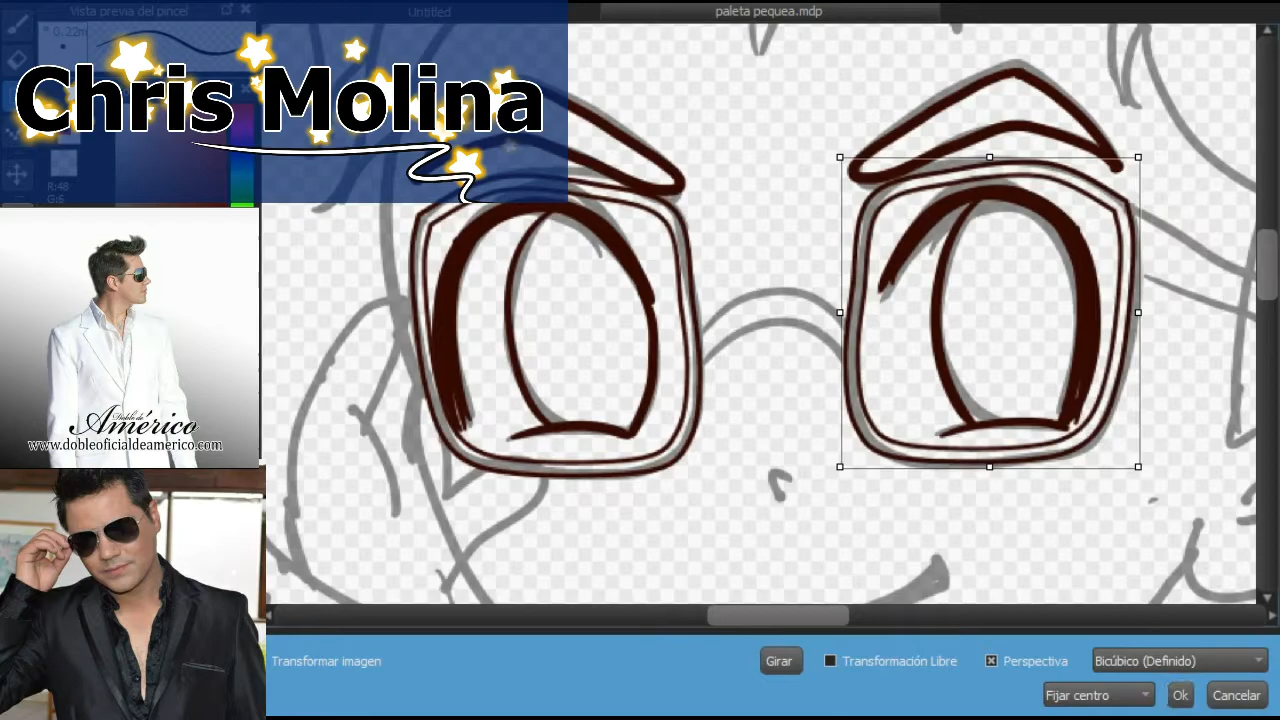 Vista previa del pincel
Untitled
paleta pequea.mdp
Chris Molina
R:48
G:6
Doble de
Américo
www.dobleoficialdeamerico.com
Transformar imagen
Girar
Transformación Libre
Perspectiva
Bicúbico (Definido)
Fijar centro
Ok
Cancelar